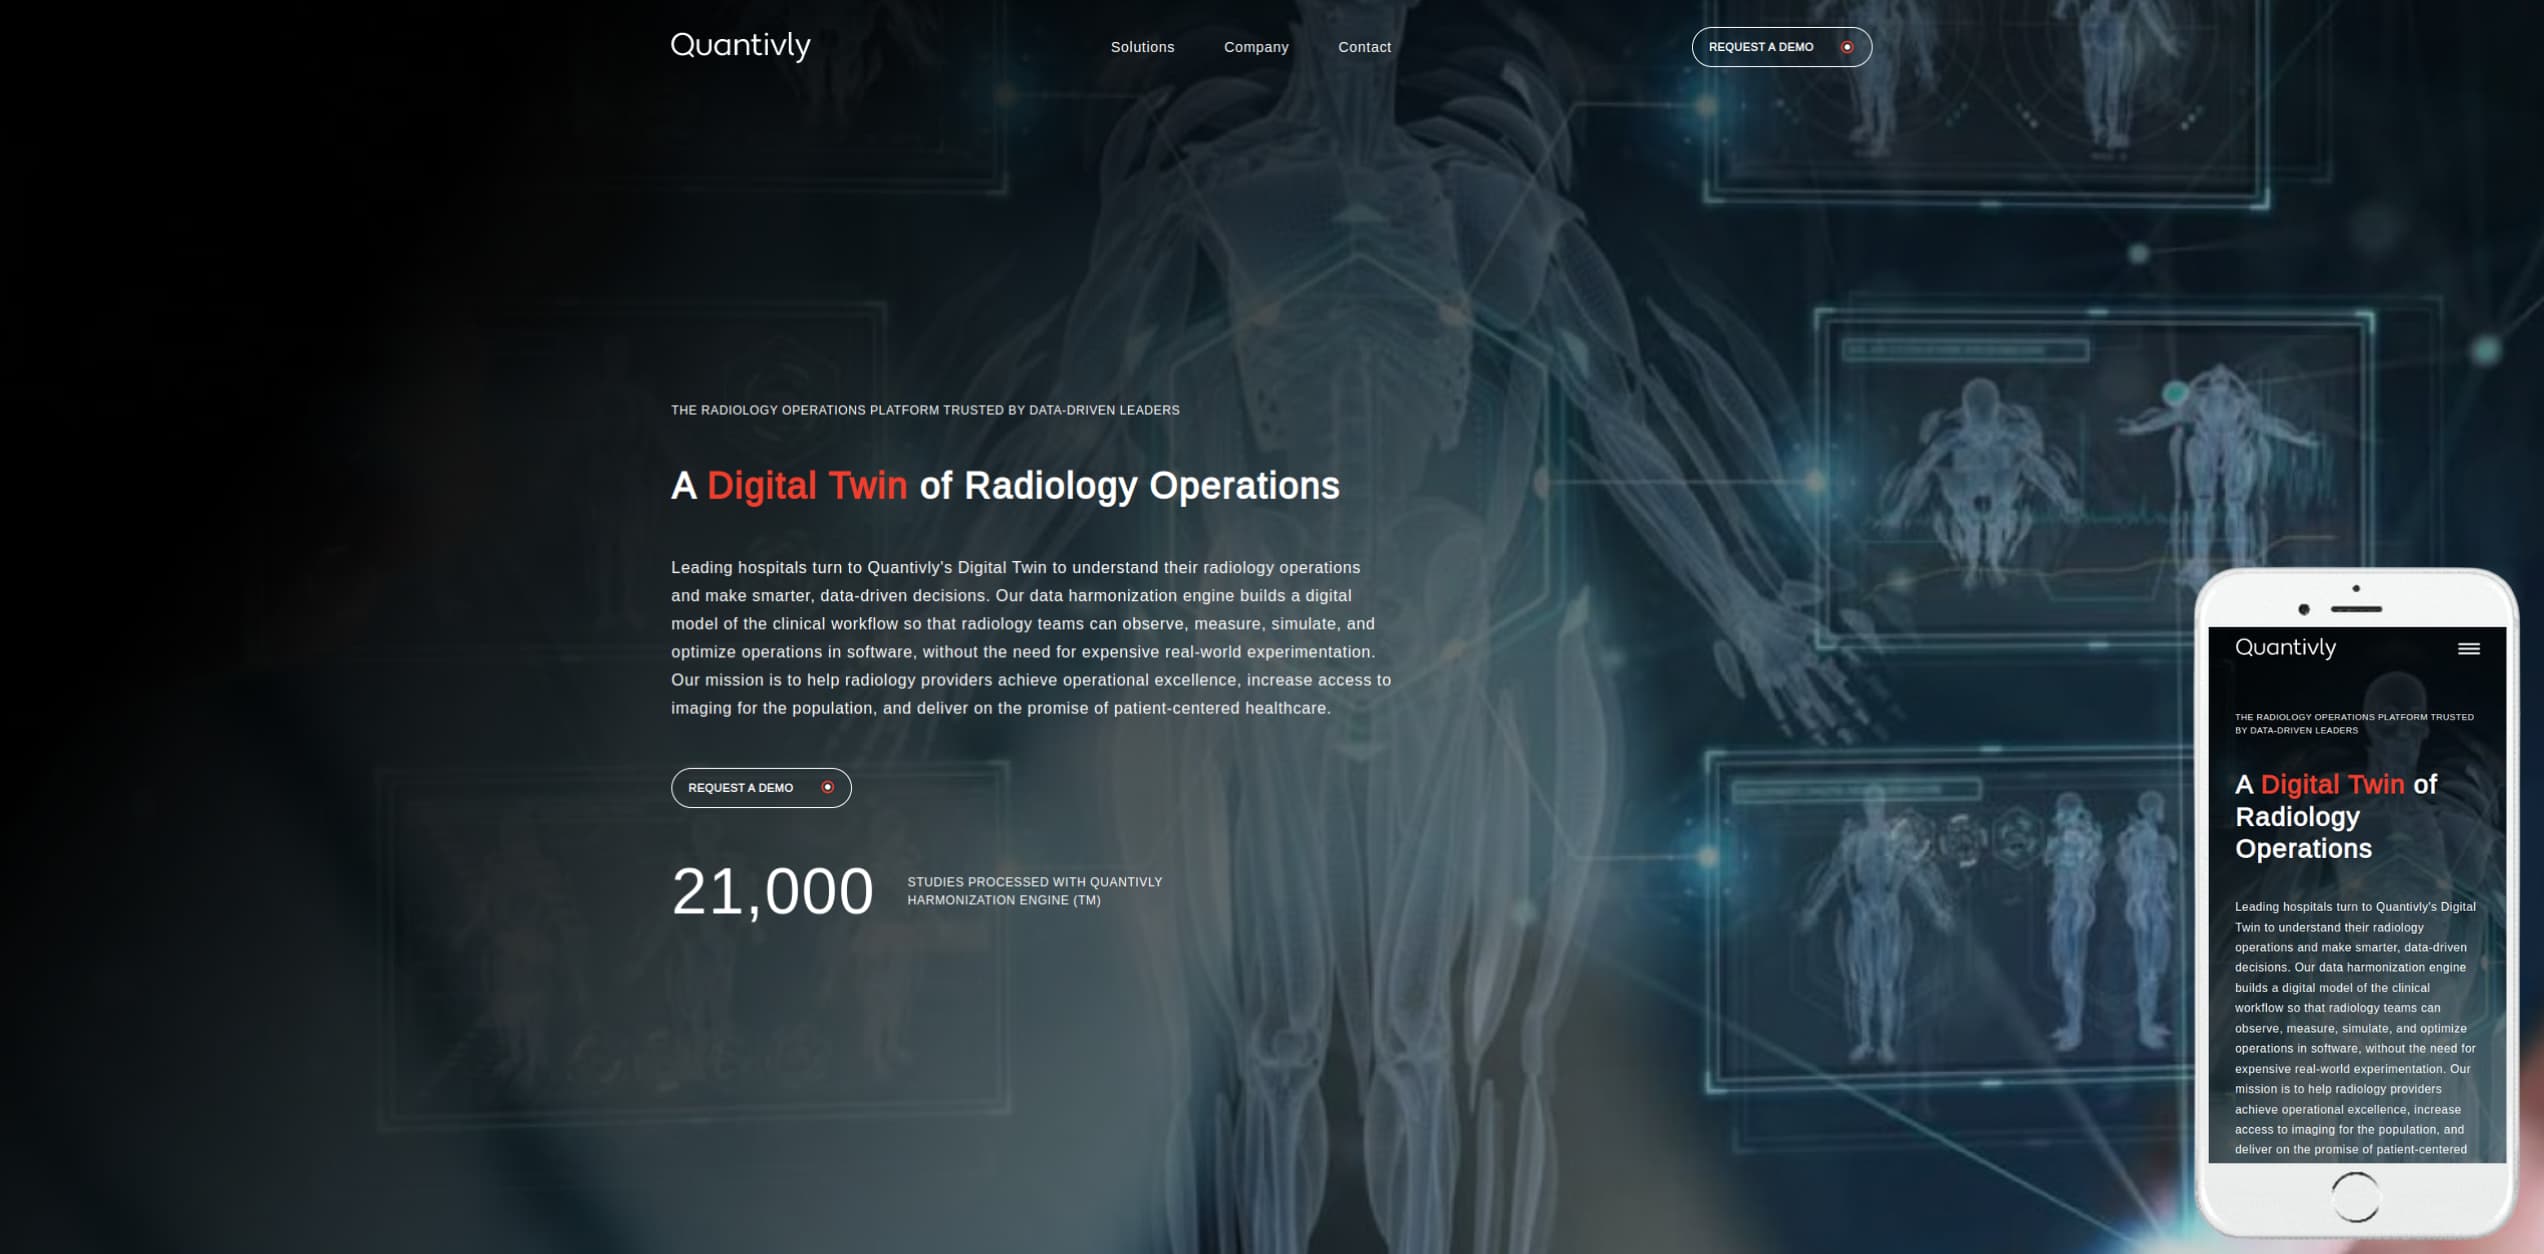 Quantivly
Solutions
Company
Contact
REQUEST A DEMO
THE RADIOLOGY OPERATIONS PLATFORM TRUSTED BY DATA-DRIVEN LEADERS
A Digital Twin of Radiology Operations
Leading hospitals turn to Quantivly's Digital Twin to understand their radiology operations
and make smarter, data-driven decisions. Our data harmonization engine builds a digital
model of the clinical workflow so that radiology teams can observe, measure, simulate, and
optimize operations in software, without the need for expensive real-world experimentation.
Our mission is to help radiology providers achieve operational excellence, increase access to
imaging for the population, and deliver on the promise of patient-centered healthcare.
REQUEST A DEMO
21,000
STUDIES PROCESSED WITH QUANTIVLY
HARMONIZATION ENGINE (TM)
Quantivly
THE RADIOLOGY OPERATIONS PLATFORM TRUSTED
BY DATA-DRIVEN LEADERS
A Digital Twin of
Radiology
Operations
Leading hospitals turn to Quantivly's Digital
Twin to understand their radiology
operations and make smarter, data-driven
decisions. Our data harmonization engine
builds a digital model of the clinical
workflow so that radiology teams can
observe, measure, simulate, and optimize
operations in software, without the need for
expensive real-world experimentation. Our
mission is to help radiology providers
achieve operational excellence, increase
access to imaging for the population, and
deliver on the promise of patient-centered